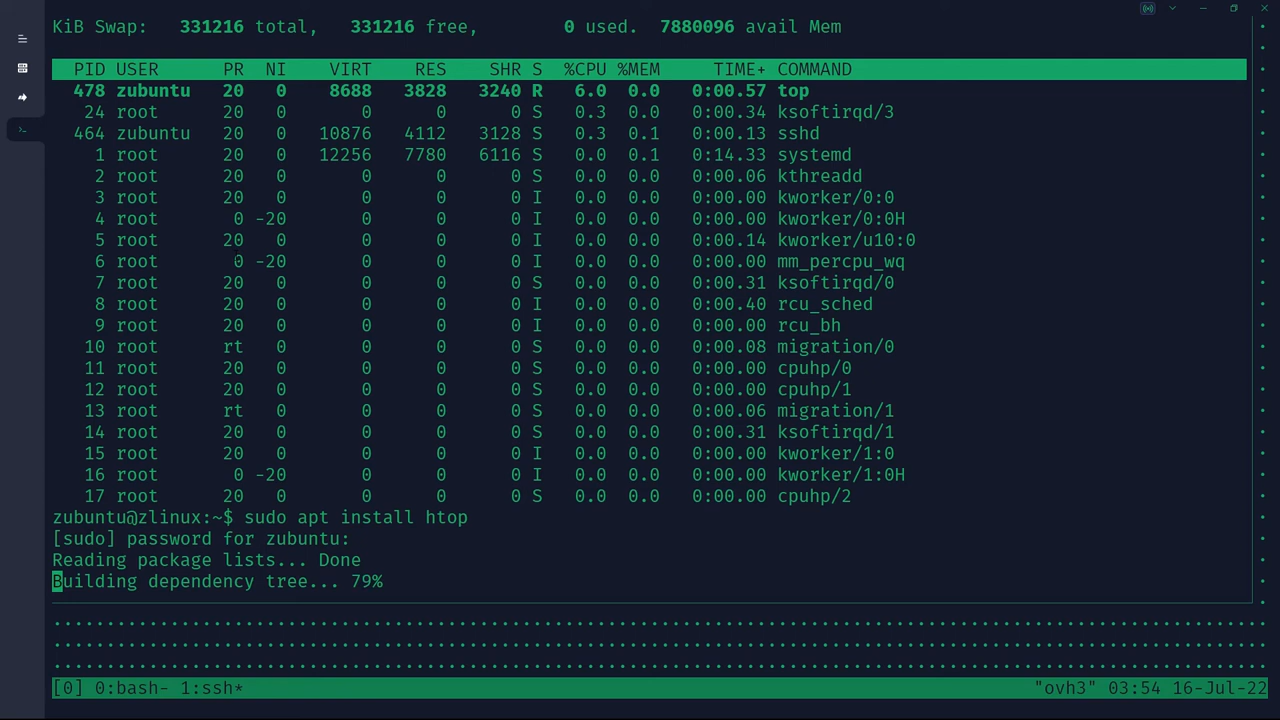 KiB Swap:   331216 total,   331216 free,        0 used.  7880096 avail Mem
  PID USER      PR  NI    VIRT    RES    SHR S  %CPU %MEM     TIME+ COMMAND
  478 zubuntu   20   0    8688   3828   3240 R   6.0  0.0   0:00.57 top
   24 root      20   0       0      0      0 S   0.3  0.0   0:00.34 ksoftirqd/3
  464 zubuntu   20   0   10876   4112   3128 S   0.3  0.1   0:00.13 sshd
    1 root      20   0   12256   7780   6116 S   0.0  0.1   0:14.33 systemd
    2 root      20   0       0      0      0 S   0.0  0.0   0:00.06 kthreadd
    3 root      20   0       0      0      0 I   0.0  0.0   0:00.00 kworker/0:0
    4 root       0 -20       0      0      0 I   0.0  0.0   0:00.00 kworker/0:0H
    5 root      20   0       0      0      0 I   0.0  0.0   0:00.14 kworker/u10:0
    6 root       0 -20       0      0      0 I   0.0  0.0   0:00.00 mm_percpu_wq
    7 root      20   0       0      0      0 S   0.0  0.0   0:00.31 ksoftirqd/0
    8 root      20   0       0      0      0 I   0.0  0.0   0:00.40 rcu_sched
    9 root      20   0       0      0      0 I   0.0  0.0   0:00.00 rcu_bh
   10 root      rt   0       0      0      0 S   0.0  0.0   0:00.08 migration/0
   11 root      20   0       0      0      0 S   0.0  0.0   0:00.00 cpuhp/0
   12 root      20   0       0      0      0 S   0.0  0.0   0:00.00 cpuhp/1
   13 root      rt   0       0      0      0 S   0.0  0.0   0:00.06 migration/1
   14 root      20   0       0      0      0 S   0.0  0.0   0:00.31 ksoftirqd/1
   15 root      20   0       0      0      0 I   0.0  0.0   0:00.00 kworker/1:0
   16 root       0 -20       0      0      0 I   0.0  0.0   0:00.00 kworker/1:0H
   17 root      20   0       0      0      0 S   0.0  0.0   0:00.00 cpuhp/2
zubuntu@zlinux:~$ sudo apt install htop
[sudo] password for zubuntu:
Reading package lists... Done
Building dependency tree... 79%
[0] 0:bash- 1:ssh* "ovh3" 03:54 16-Jul-22